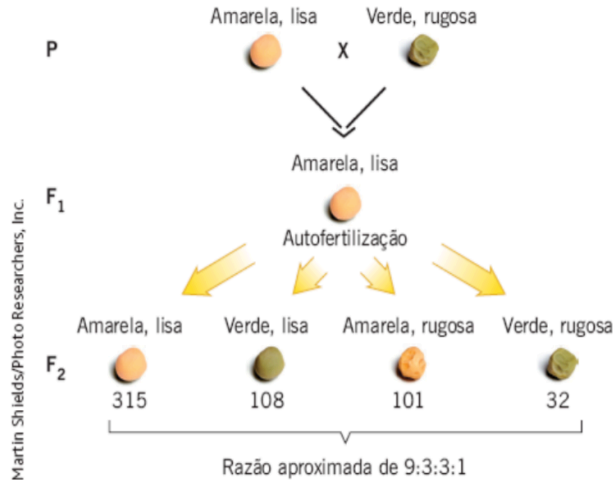 Amarela, lisa Verde, rugosa
P X
Amarela, lisa
F1
Autofertilização
Amarela, lisa Verde, lisa Amarela, rugosa Verde, rugosa
F2
315 108 101 32
Razão aproximada de 9:3:3:1
Martin Shields/Photo Researchers, Inc.